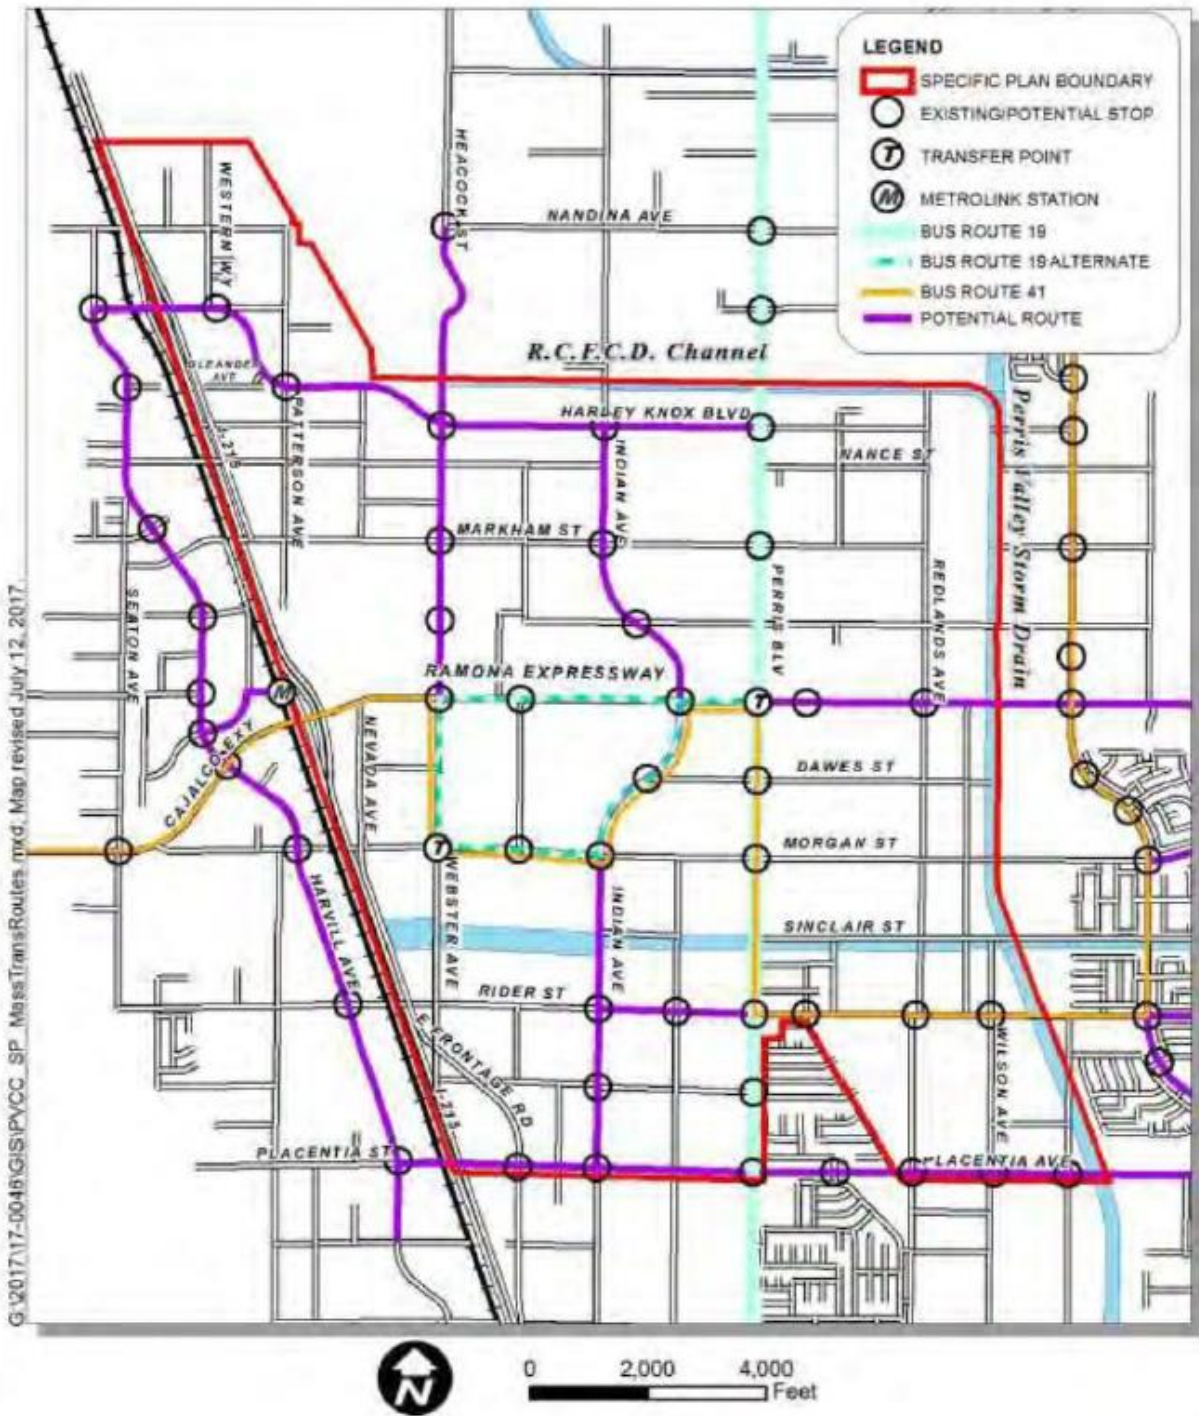 LEGEND
SPECIFIC PLAN BOUNDARY
EXISTING/POTENTIAL STOP
T TRANSFER POINT
M METROLINK STATION
BUS ROUTE 19
BUS ROUTE 19 ALTERNATE
BUS ROUTE 41
POTENTIAL ROUTE
HEACOCK ST
WESTERN WY
NANDINA AVE
R.C.F.C.D. Channel
OLEANDER
AVE
HARLEY KNOX BLVD
PATTERSON AVE
I-215
INDIAN AVE
NANCE ST
Perris Valley Storm Drain
MARKHAM ST
SEATON AVE
PERRIS BLV
REDLANDS AVE
RAMONA EXPRESSWAY
M
T
NEVADA AVE
CAJALCO EXY
DAWES ST
T
MORGAN ST
WEBSTER AVE
HARVILL AVE
INDIAN AVE
SINCLAIR ST
RIDER ST
E FRONTAGE RD
WILSON AVE
I-215
PLACENTIA ST
PLACENTIA AVE
G:\2017\17-0046\GIS\PVCC_SP_MassTransRoutes.mxd; Map revised July 12, 2017.
N
0 2,000 4,000
Feet